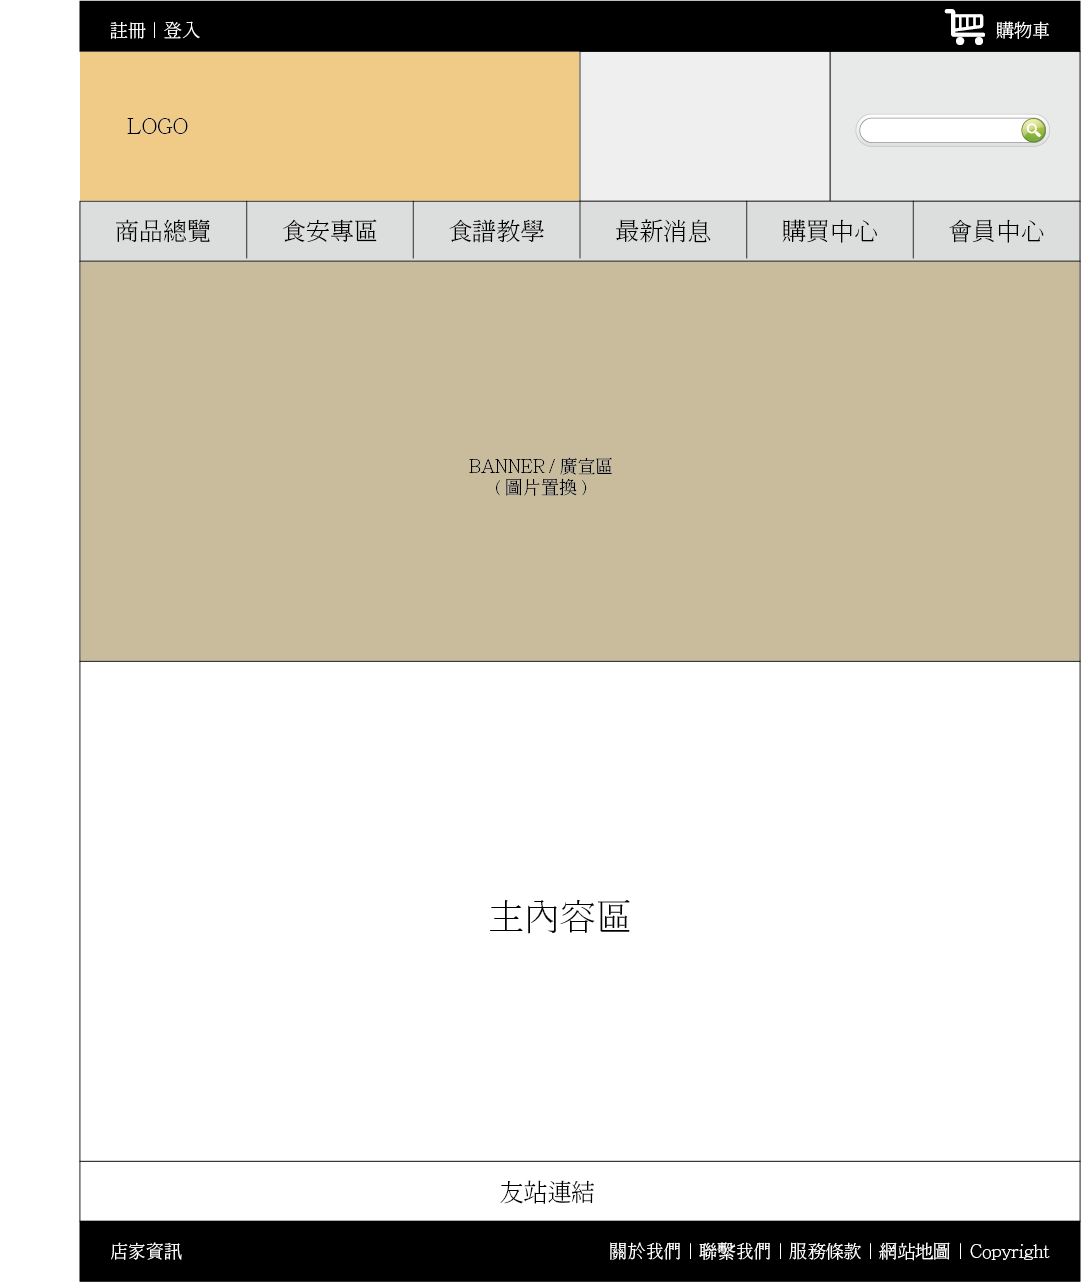 註冊 | 登入
購物車
LOGO
商品總覽
食安專區
食譜教學
最新消息
購買中心
會員中心
BANNER / 廣宣區
( 圖片置換 )
主內容區
友站連結
店家資訊
關於我們 | 聯繫我們 | 服務條款 | 網站地圖 | Copyright